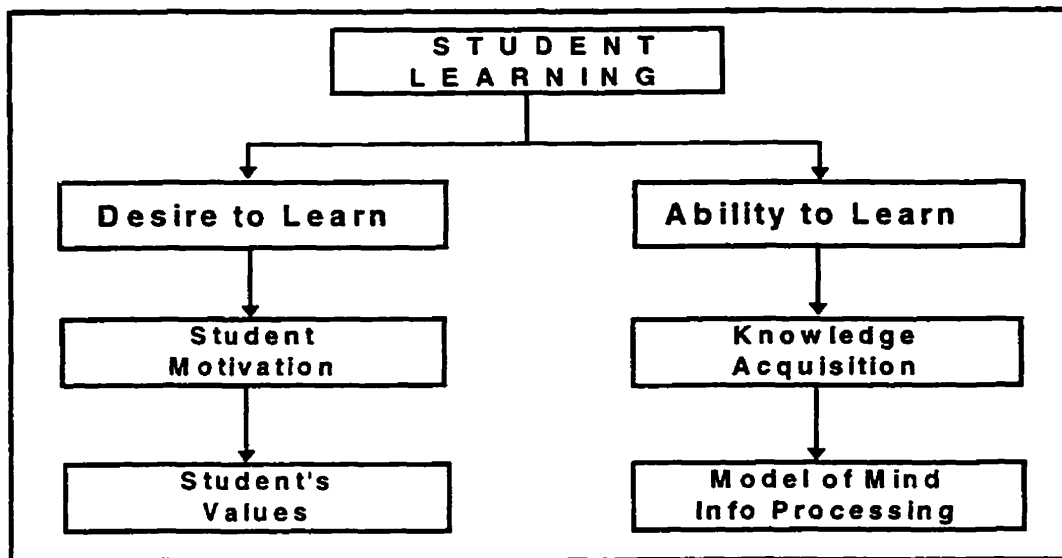 STUDENT
LEARNING
Desire to Learn
Ability to Learn
Student
Motivation
Knowledge
Acquisition
Student's
Values
Model of Mind
Info Processing